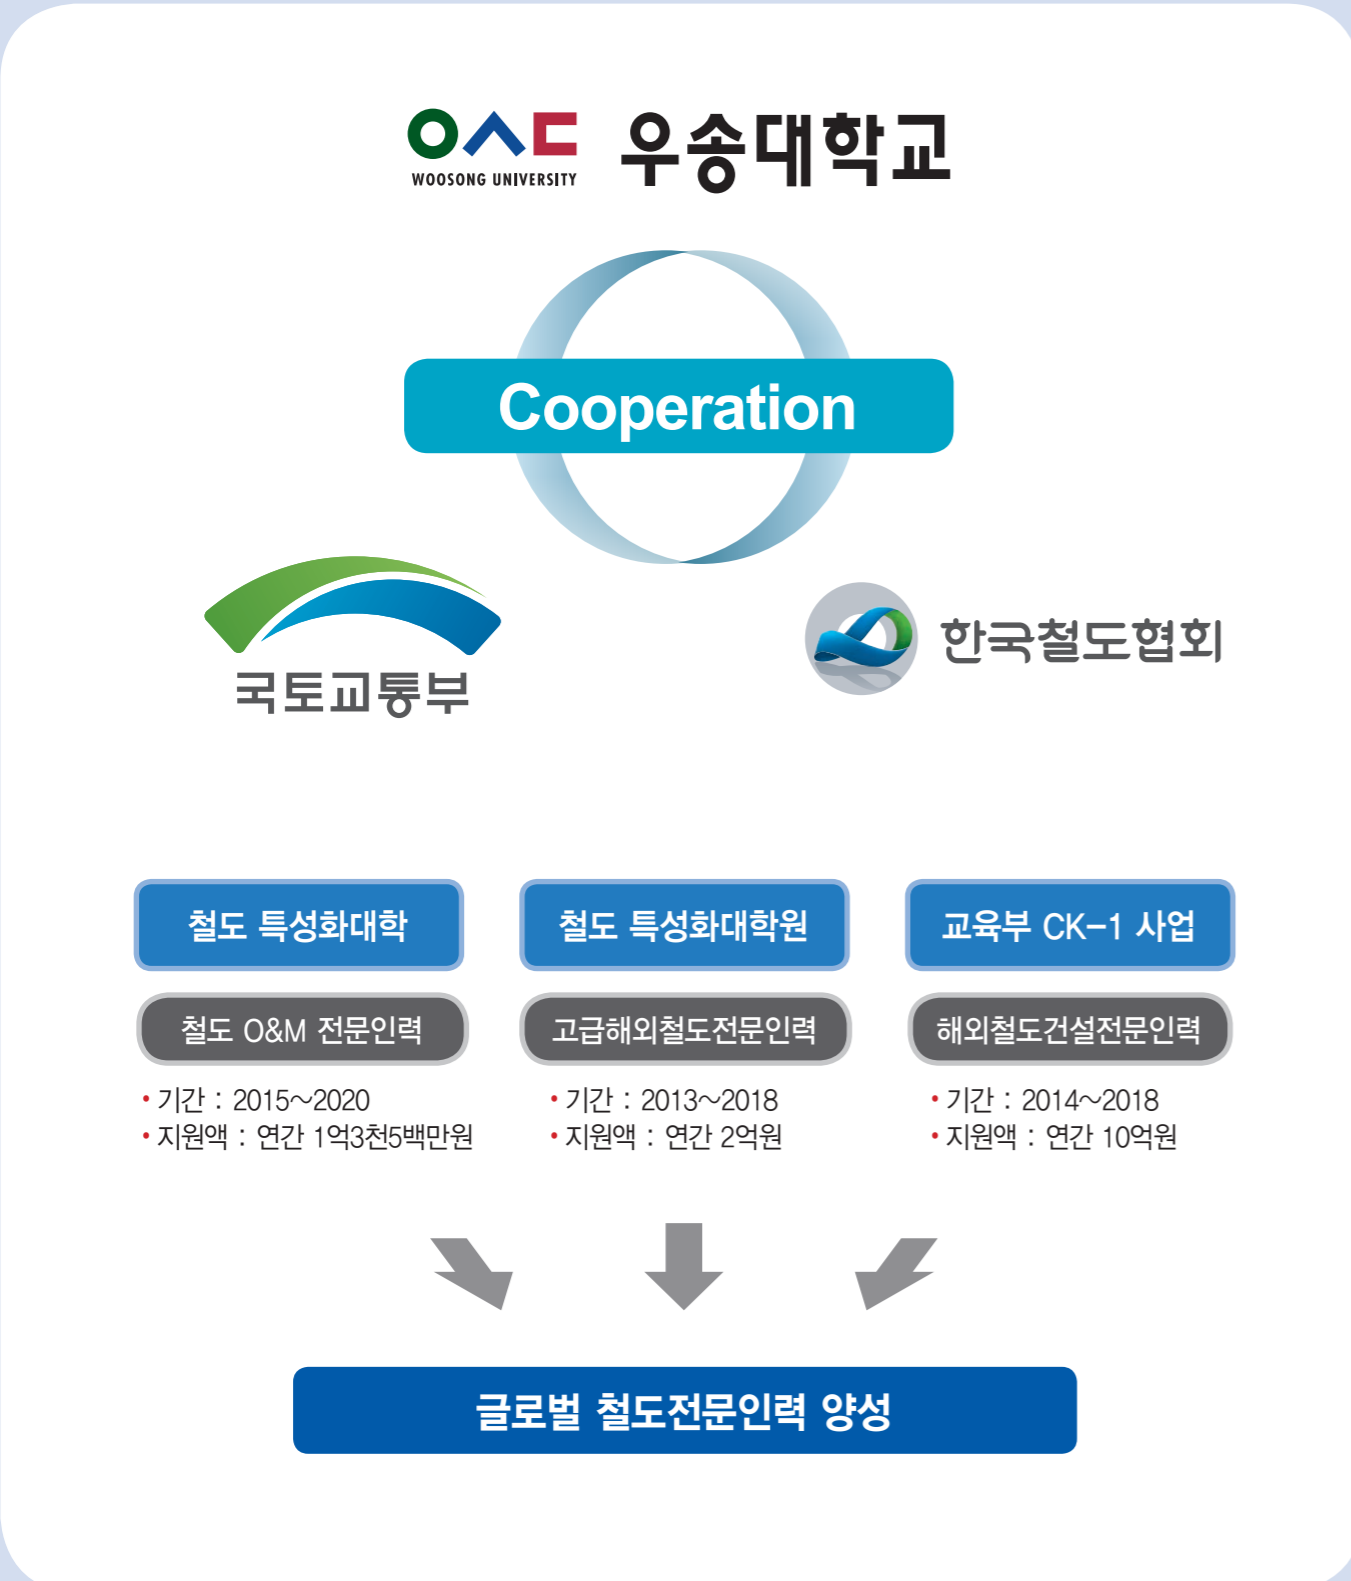 WOOSONG UNIVERSITY
우송대학교
Cooperation
국토교통부
한국철도협회
철도 특성화대학
철도 O&M 전문인력
• 기간 : 2015~2020
• 지원액 : 연간 1억3천5백만원
철도 특성화대학원
고급해외철도전문인력
• 기간 : 2013~2018
• 지원액 : 연간 2억원
교육부 CK-1 사업
해외철도건설전문인력
• 기간 : 2014~2018
• 지원액 : 연간 10억원
글로벌 철도전문인력 양성